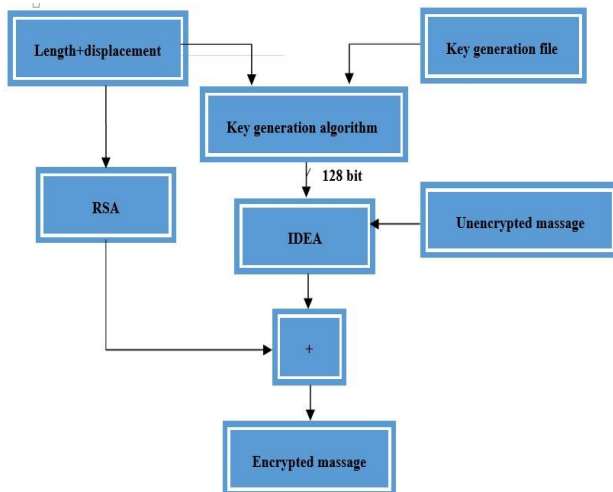 Length+displacement
Key generation file
Key generation algorithm
128 bit
RSA
IDEA
Unencrypted massage
+
Encrypted massage